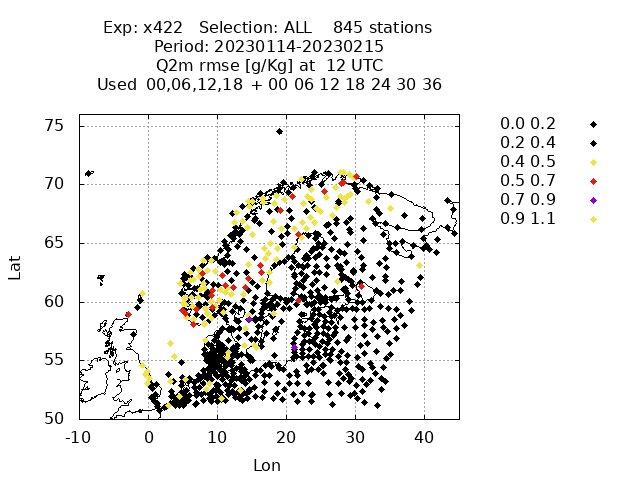 Exp: x422   Selection: ALL    845 stations
Period: 20230114-20230215
Q2m rmse [g/Kg] at  12 UTC
Used  00,06,12,18 + 00 06 12 18 24 30 36
0.0 0.2
0.2 0.4
0.4 0.5
0.5 0.7
0.7 0.9
0.9 1.1
75
70
65
60
55
50
Lat
-10 0 10 20 30 40
Lon